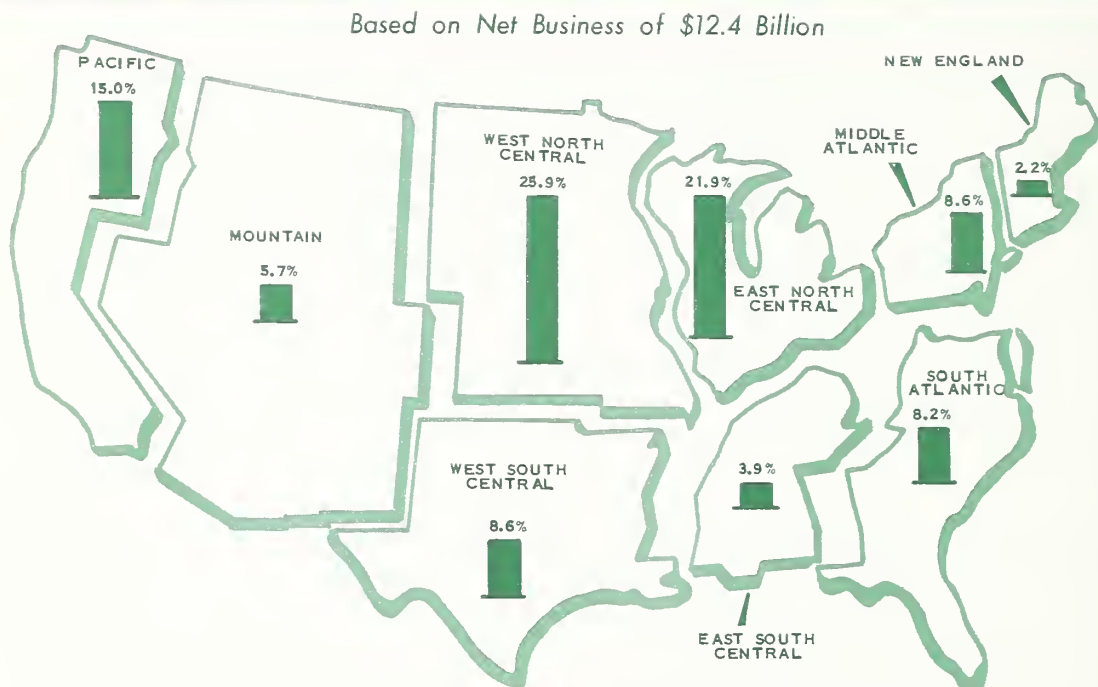 Based on Net Business of $12.4 Billion
PACIFIC
15.0%
MOUNTAIN
5.7%
WEST NORTH
CENTRAL
25.9%
21.9%
EAST NORTH
CENTRAL
NEW ENGLAND
2.2%
MIDDLE
ATLANTIC
8.6%
SOUTH
ATLANTIC
8.2%
WEST SOUTH
CENTRAL
8.6%
3.9%
EAST SOUTH
CENTRAL